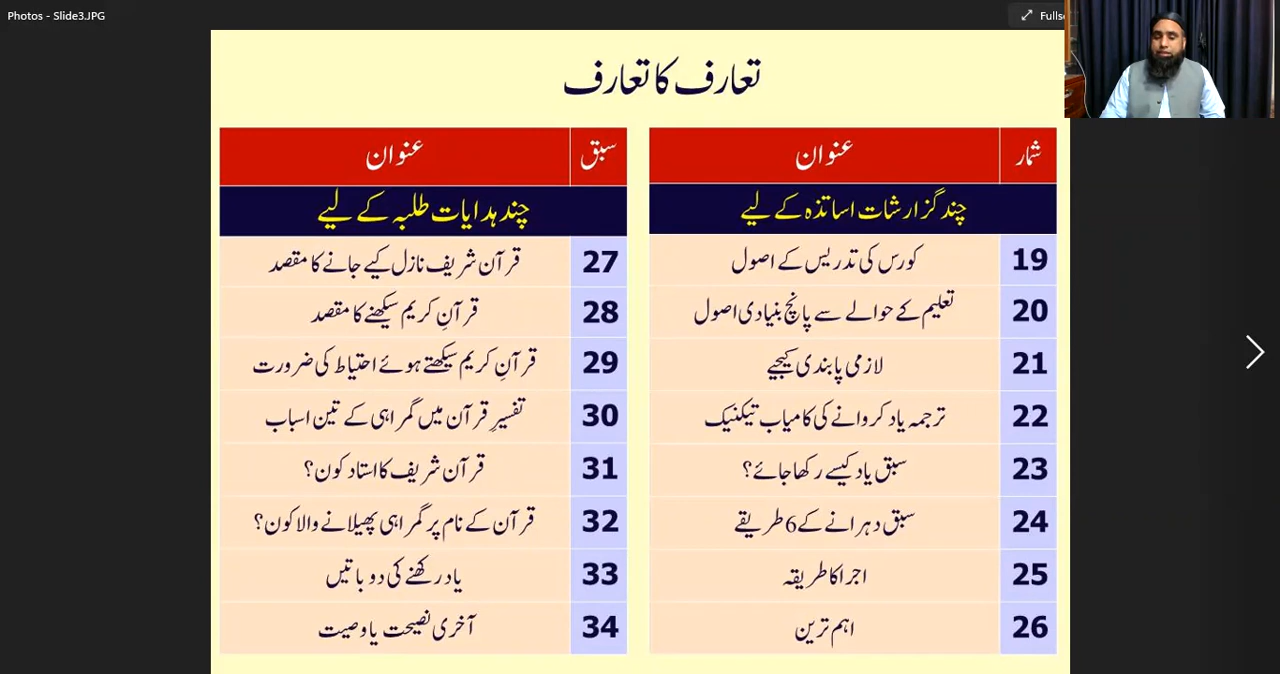 Photos - Slide3.JPG
تعارف کا تعارف
شمار عنوان
چند گزارشات اساتذہ کے لیے
19 کورس کی تدریس کے اصول
20 تعلیم کے حوالے سے پانچ بنیادی اصول
21 لازمی پابندی کیجیے
22 ترجمہ یاد کروانے کی کامیاب تیکنیک
23 سبق یاد کیسے رکھا جائے؟
24 سبق دہرانے کے 6 طریقے
25 اجرا کا طریقہ
26 اہم ترین
سبق عنوان
چند ہدایات طلبہ کے لیے
27 قرآن شریف نازل کیے جانے کا مقصد
28 قرآنِ کریم سیکھنے کا مقصد
29 قرآنِ کریم سیکھتے ہوئے احتیاط کی ضرورت
30 تفسیرِ قرآن میں گمراہی کے تین اسباب
31 قرآن شریف کا استاد کون؟
32 قرآن کے نام پر گمراہی پھیلانے والا کون؟
33 یاد رکھنے کی دو باتیں
34 آخری نصیحت یا وصیت